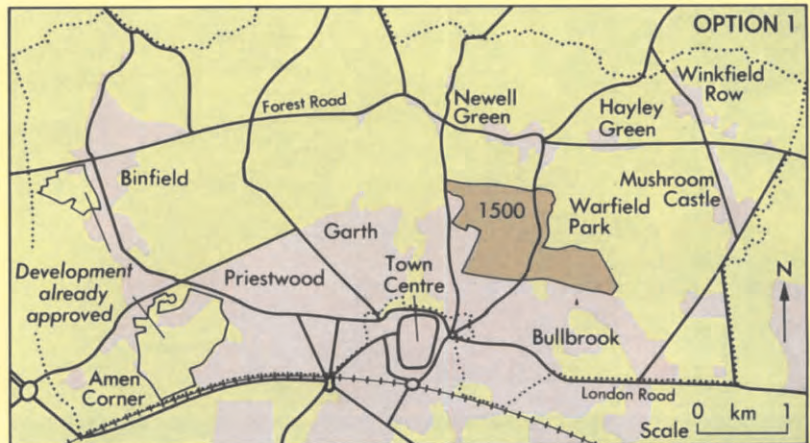 OPTION 1
Winkfield
Row
Forest Road
Newell
Green
Hayley
Green
Binfield
Mushroom
Castle
1500
Warfield
Park
Garth
Development
already
approved
Priestwood
Town
Centre
N
Bullbrook
Amen
Corner
London Road
0 km 1
Scale